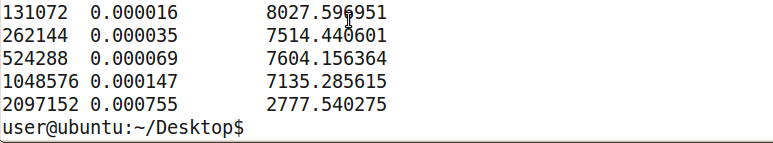 131072 0.000016 8027.596951
262144 0.000035 7514.440601
524288 0.000069 7604.156364
1048576 0.000147 7135.285615
2097152 0.000755 2777.540275
user@ubuntu:~/Desktop$